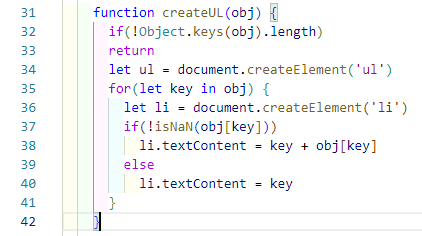 31 function createUL(obj) {
32 if(!Object.keys(obj).length)
33 return
34 let ul = document.createElement('ul')
35 for(let key in obj) {
36 let li = document.createElement('li')
37 if(!isNaN(obj[key]))
38 li.textContent = key + obj[key]
39 else
40 li.textContent = key
41 }
42 }